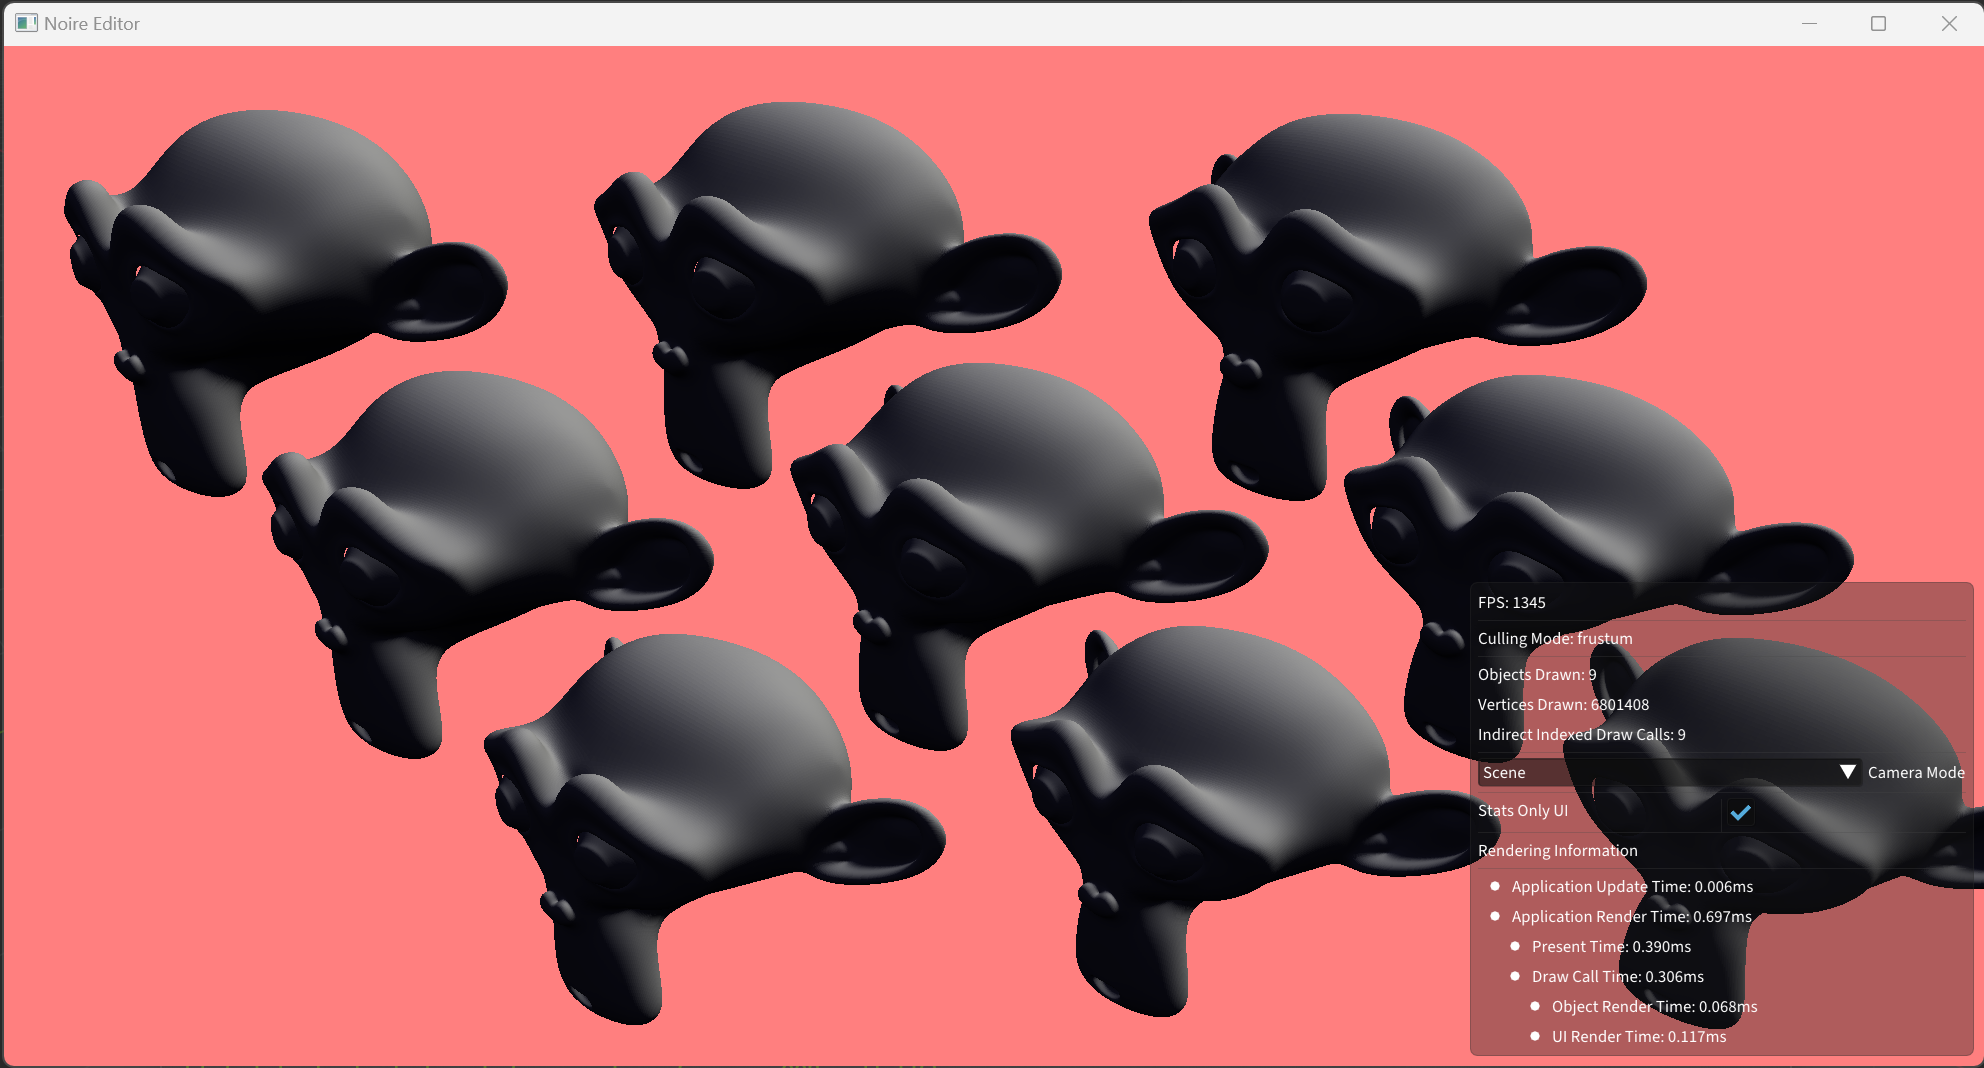 Noire Editor
FPS: 1345
Culling Mode: frustum
Objects Drawn: 9
Vertices Drawn: 6801408
Indirect Indexed Draw Calls: 9
Scene Camera Mode
Stats Only UI
Rendering Information
Application Update Time: 0.006ms
Application Render Time: 0.697ms
Present Time: 0.390ms
Draw Call Time: 0.306ms
Object Render Time: 0.068ms
UI Render Time: 0.117ms